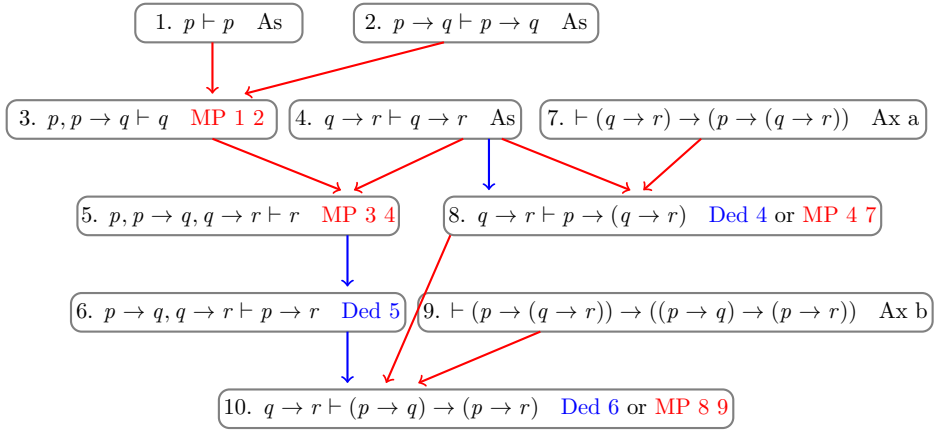 1. p ⊢ p As
2. p → q ⊢ p → q As
3. p, p → q ⊢ q MP 1 2
4. q → r ⊢ q → r As
7. ⊢ (q → r) → (p → (q → r)) Ax a
5. p, p → q, q → r ⊢ r MP 3 4
8. q → r ⊢ p → (q → r) Ded 4 or MP 4 7
6. p → q, q → r ⊢ p → r Ded 5
9. ⊢ (p → (q → r)) → ((p → q) → (p → r)) Ax b
10. q → r ⊢ (p → q) → (p → r) Ded 6 or MP 8 9